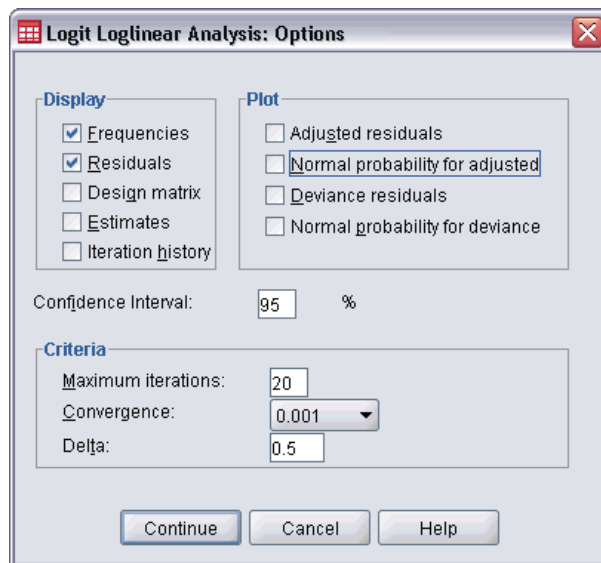 Logit Loglinear Analysis: Options
Display
Frequencies
Residuals
Design matrix
Estimates
Iteration history
Plot
Adjusted residuals
Normal probability for adjusted
Deviance residuals
Normal probability for deviance
Confidence Interval: 95 %
Criteria
Maximum iterations: 20
Convergence: 0.001
Delta: 0.5
Continue Cancel Help